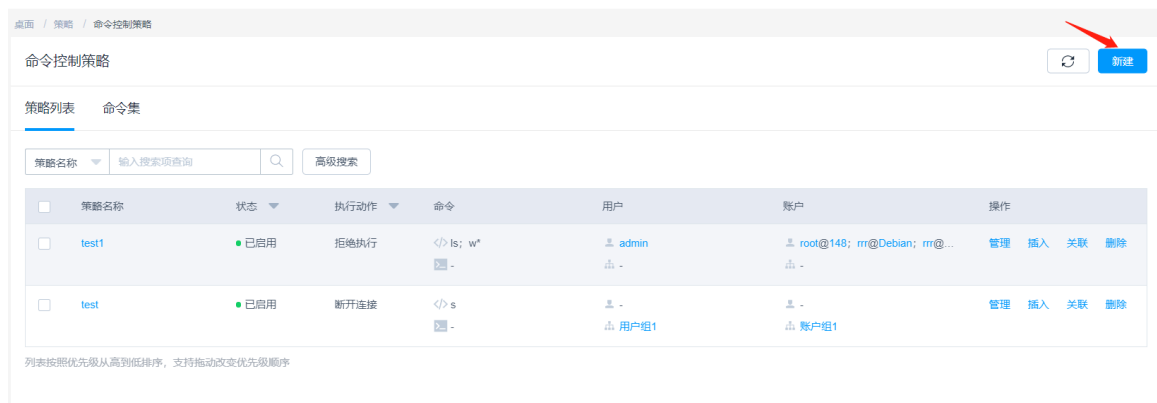 桌面 / 策略 / 命令控制策略
命令控制策略
新建
策略列表 命令集
策略名称 输入搜索项查询 高级搜索
策略名称 状态 执行动作 命令 用户 账户 操作
test1 已启用 拒绝执行 </> ls; w* admin root@148; rrr@Debian; rrr@... 管理 插入 关联 删除
- - -
test 已启用 断开连接 </> s - - 管理 插入 关联 删除
- 用户组1 账户组1
列表按照优先级从高到低排序，支持拖动改变优先级顺序